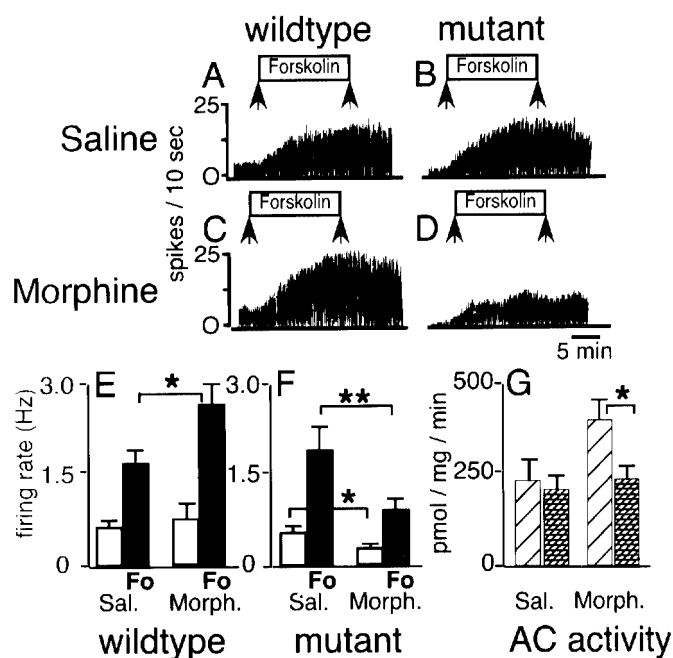 wildtype mutant
A Forskolin B Forskolin
Saline
25
O
spikes / 10 sec
C Forskolin D Forskolin
Morphine
25
O
5 min
E * F ** * G *
firing rate (Hz)
3.0
1.5
0
3.0
1.5
0
pmol / mg / min
500
250
0
Fo Fo Fo Fo
Sal. Morph. Sal. Morph. Sal. Morph.
wildtype mutant AC activity